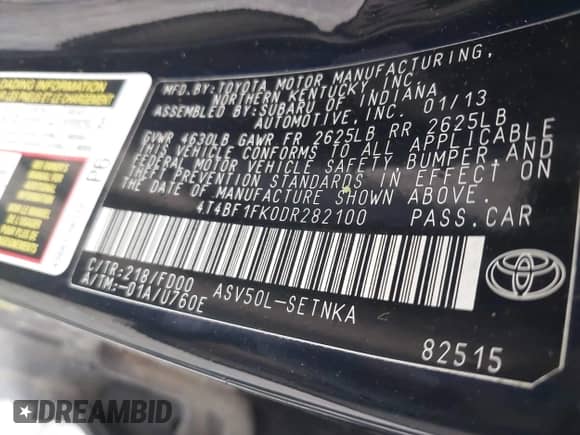 LOADING INFORMATION
MFD.BY:TOYOTA MOTOR MANUFACTURING,
NORTHERN KENTUCKY,INC.
ASSEMBLED BY:SUBARU OF INDIANA
AUTOMOTIVE,INC. 01/13
GVWR 4630LB GAWR FR 2625LB RR 2625LB
THIS VEHICLE CONFORMS TO ALL APPLICABLE
FEDERAL MOTOR VEHICLE SAFETY BUMPER,AND
THEFT PREVENTION STANDARDS IN EFFECT ON
THE DATE OF MANUFACTURE SHOWN ABOVE.
4T4BF1FK0DR282100 PASS.CAR
C/TR:218/FD00 ASV50L-SETNKA
A/TM:-01A/U760E
82515
TOYOTA
DREAMBID